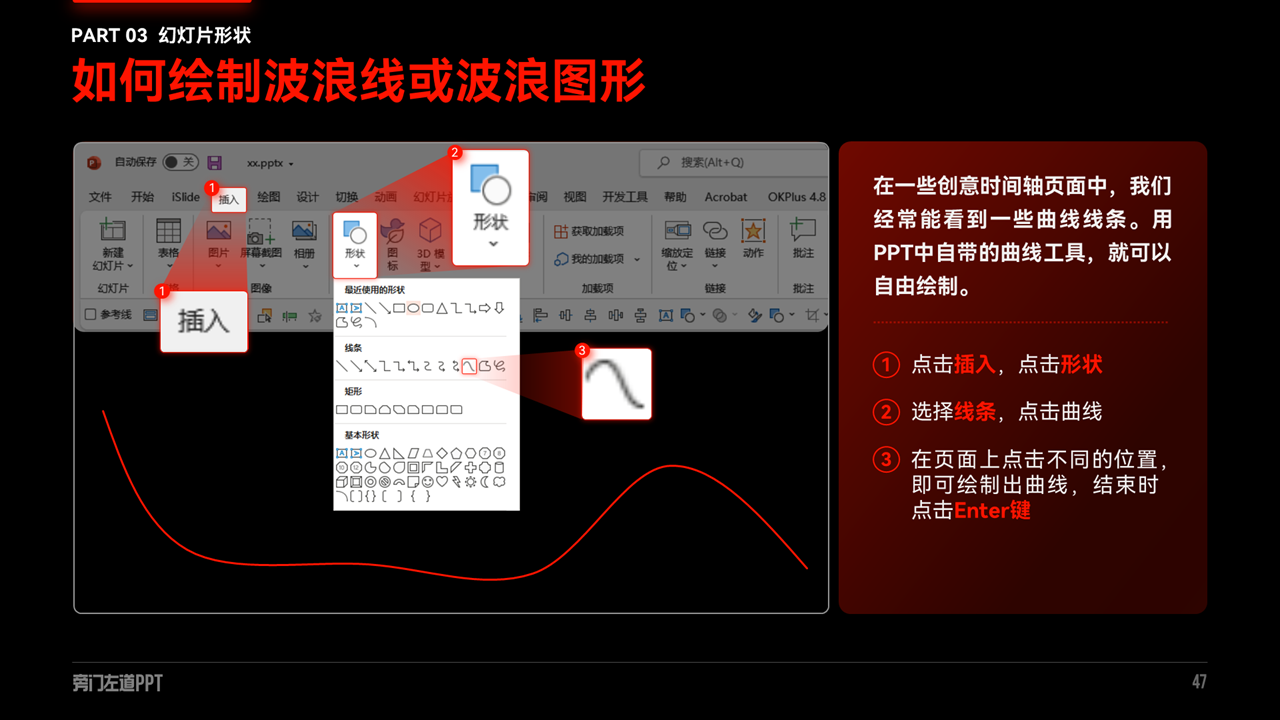 PART 03 幻灯片形状
如何绘制波浪线或波浪图形
自动保存 关 xx.pptx 搜索(Alt+Q)
文件 开始 iSlide 插入 绘图 设计 切换 动画 审阅 视图 开发工具 帮助 Acrobat OKPlus 4.8
新建
幻灯片
表格
图片
屏幕截图
相册
形状
图
标
3D 模
型
获取加载项
我的加载项
缩放定
位
链接
动作
批注
幻灯片 图像 加载项 链接 批注
参考线
1
插入
2
形状
最近使用的形状
线条
3
矩形
基本形状
在一些创意时间轴页面中，我们
经常能看到一些曲线线条。用
PPT中自带的曲线工具，就可以
自由绘制。
1 点击插入，点击形状
2 选择线条，点击曲线
3 在页面上点击不同的位置，
即可绘制出曲线，结束时
点击Enter键
旁门左道PPT
47